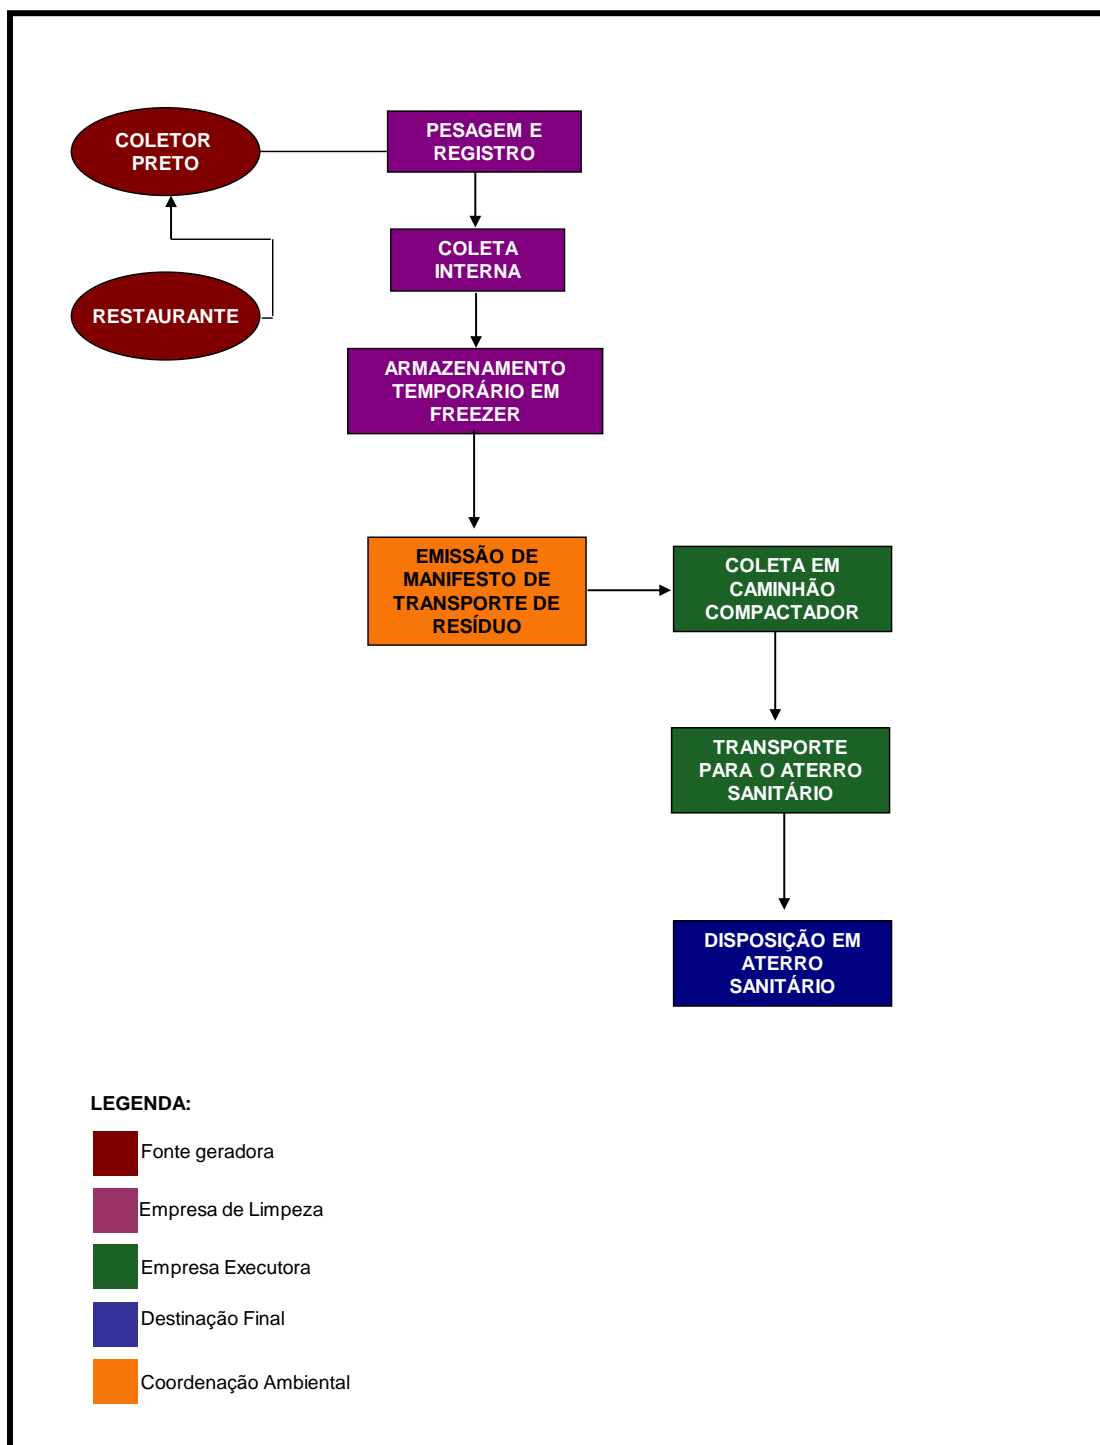 COLETOR
PRETO
PESAGEM E
REGISTRO
COLETA
INTERNA
RESTAURANTE
ARMAZENAMENTO
TEMPORÁRIO EM
FREEZER
EMISSÃO DE
MANIFESTO DE
TRANSPORTE DE
RESÍDUO
COLETA EM
CAMINHÃO
COMPACTADOR
TRANSPORTE
PARA O ATERRO
SANITÁRIO
DISPOSIÇÃO EM
ATERRO
SANITÁRIO
LEGENDA:
Fonte geradora
Empresa de Limpeza
Empresa Executora
Destinação Final
Coordenação Ambiental